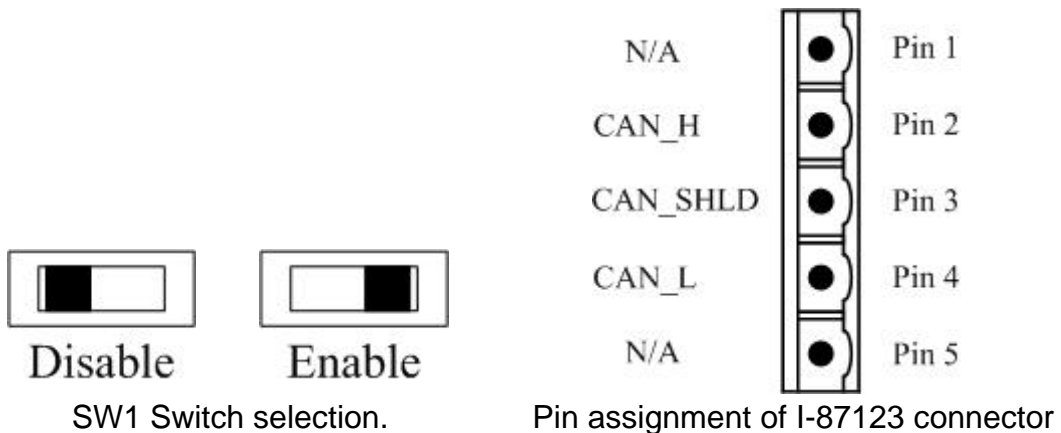 N/A Pin 1
CAN_H Pin 2
CAN_SHLD Pin 3
CAN_L Pin 4
N/A Pin 5
Disable Enable
SW1 Switch selection. Pin assignment of I-87123 connector